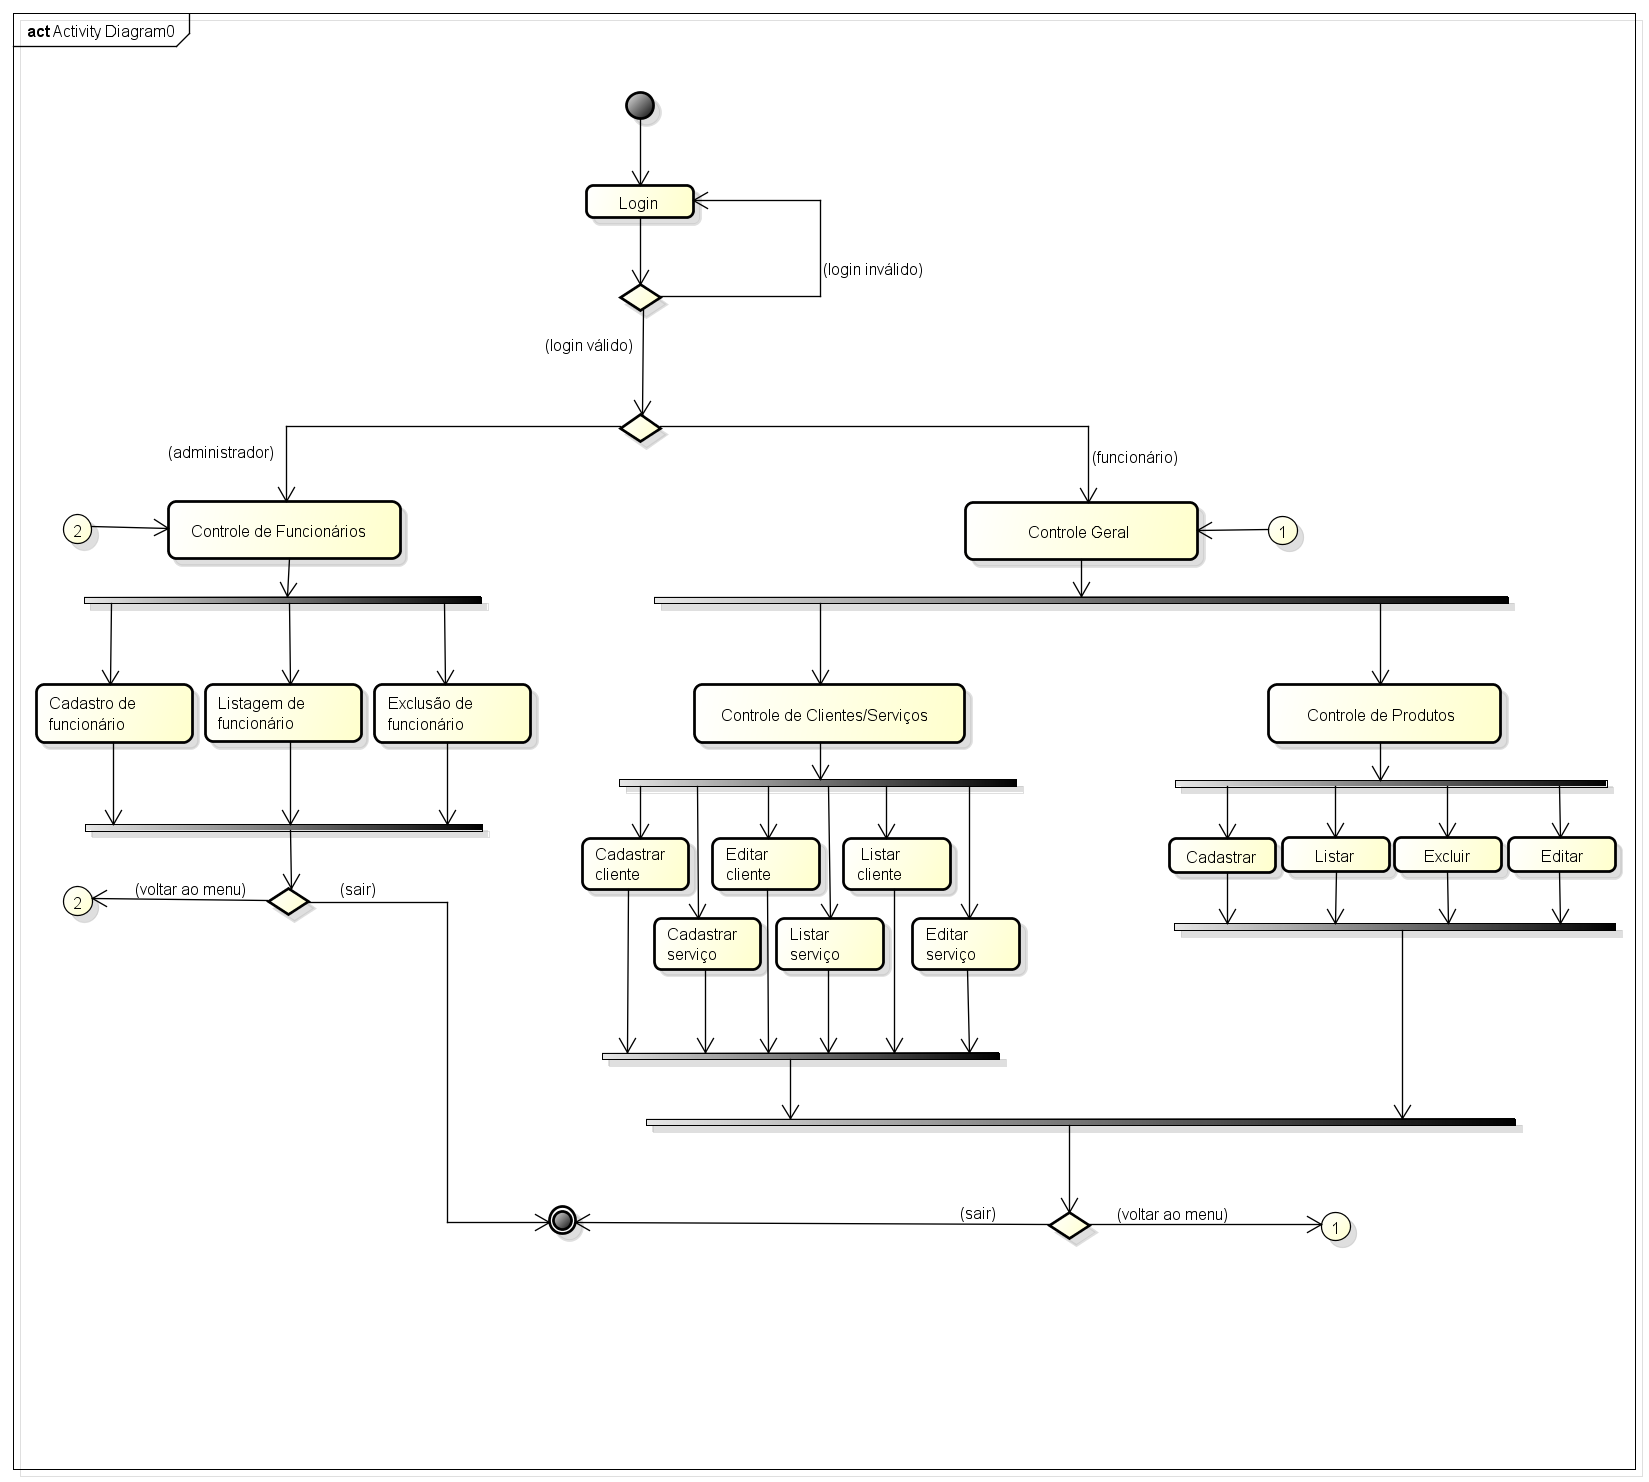 act Activity Diagram0
Login
(login inválido)
(login válido)
(administrador)
(funcionário)
2
Controle de Funcionários
Controle Geral
1
Cadastro de
funcionário
Listagem de
funcionário
Exclusão de
funcionário
Controle de Clientes/Serviços
Controle de Produtos
Cadastrar
cliente
Editar
cliente
Listar
cliente
Cadastrar
Listar
Excluir
Editar
2
(voltar ao menu)
(sair)
Cadastrar
serviço
Listar
serviço
Editar
serviço
(sair)
(voltar ao menu)
1